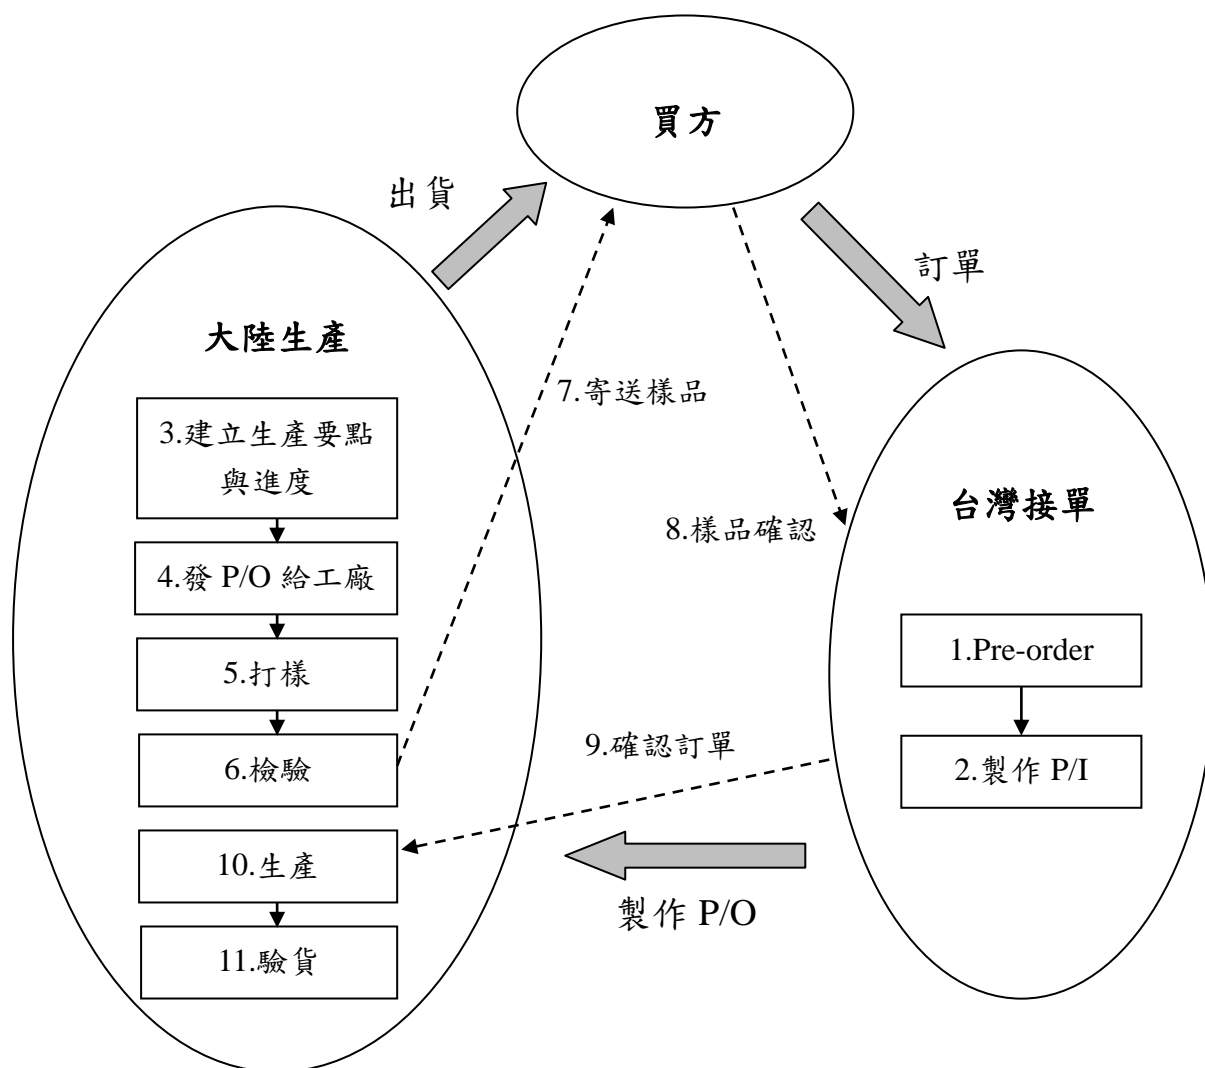 買方
出貨
訂單
大陸生產
7.寄送樣品
3.建立生產要點
與進度
台灣接單
8.樣品確認
4.發 P/O 給工廠
5.打樣
1.Pre-order
9.確認訂單
6.檢驗
2.製作 P/I
10.生產
製作 P/O
11.驗貨